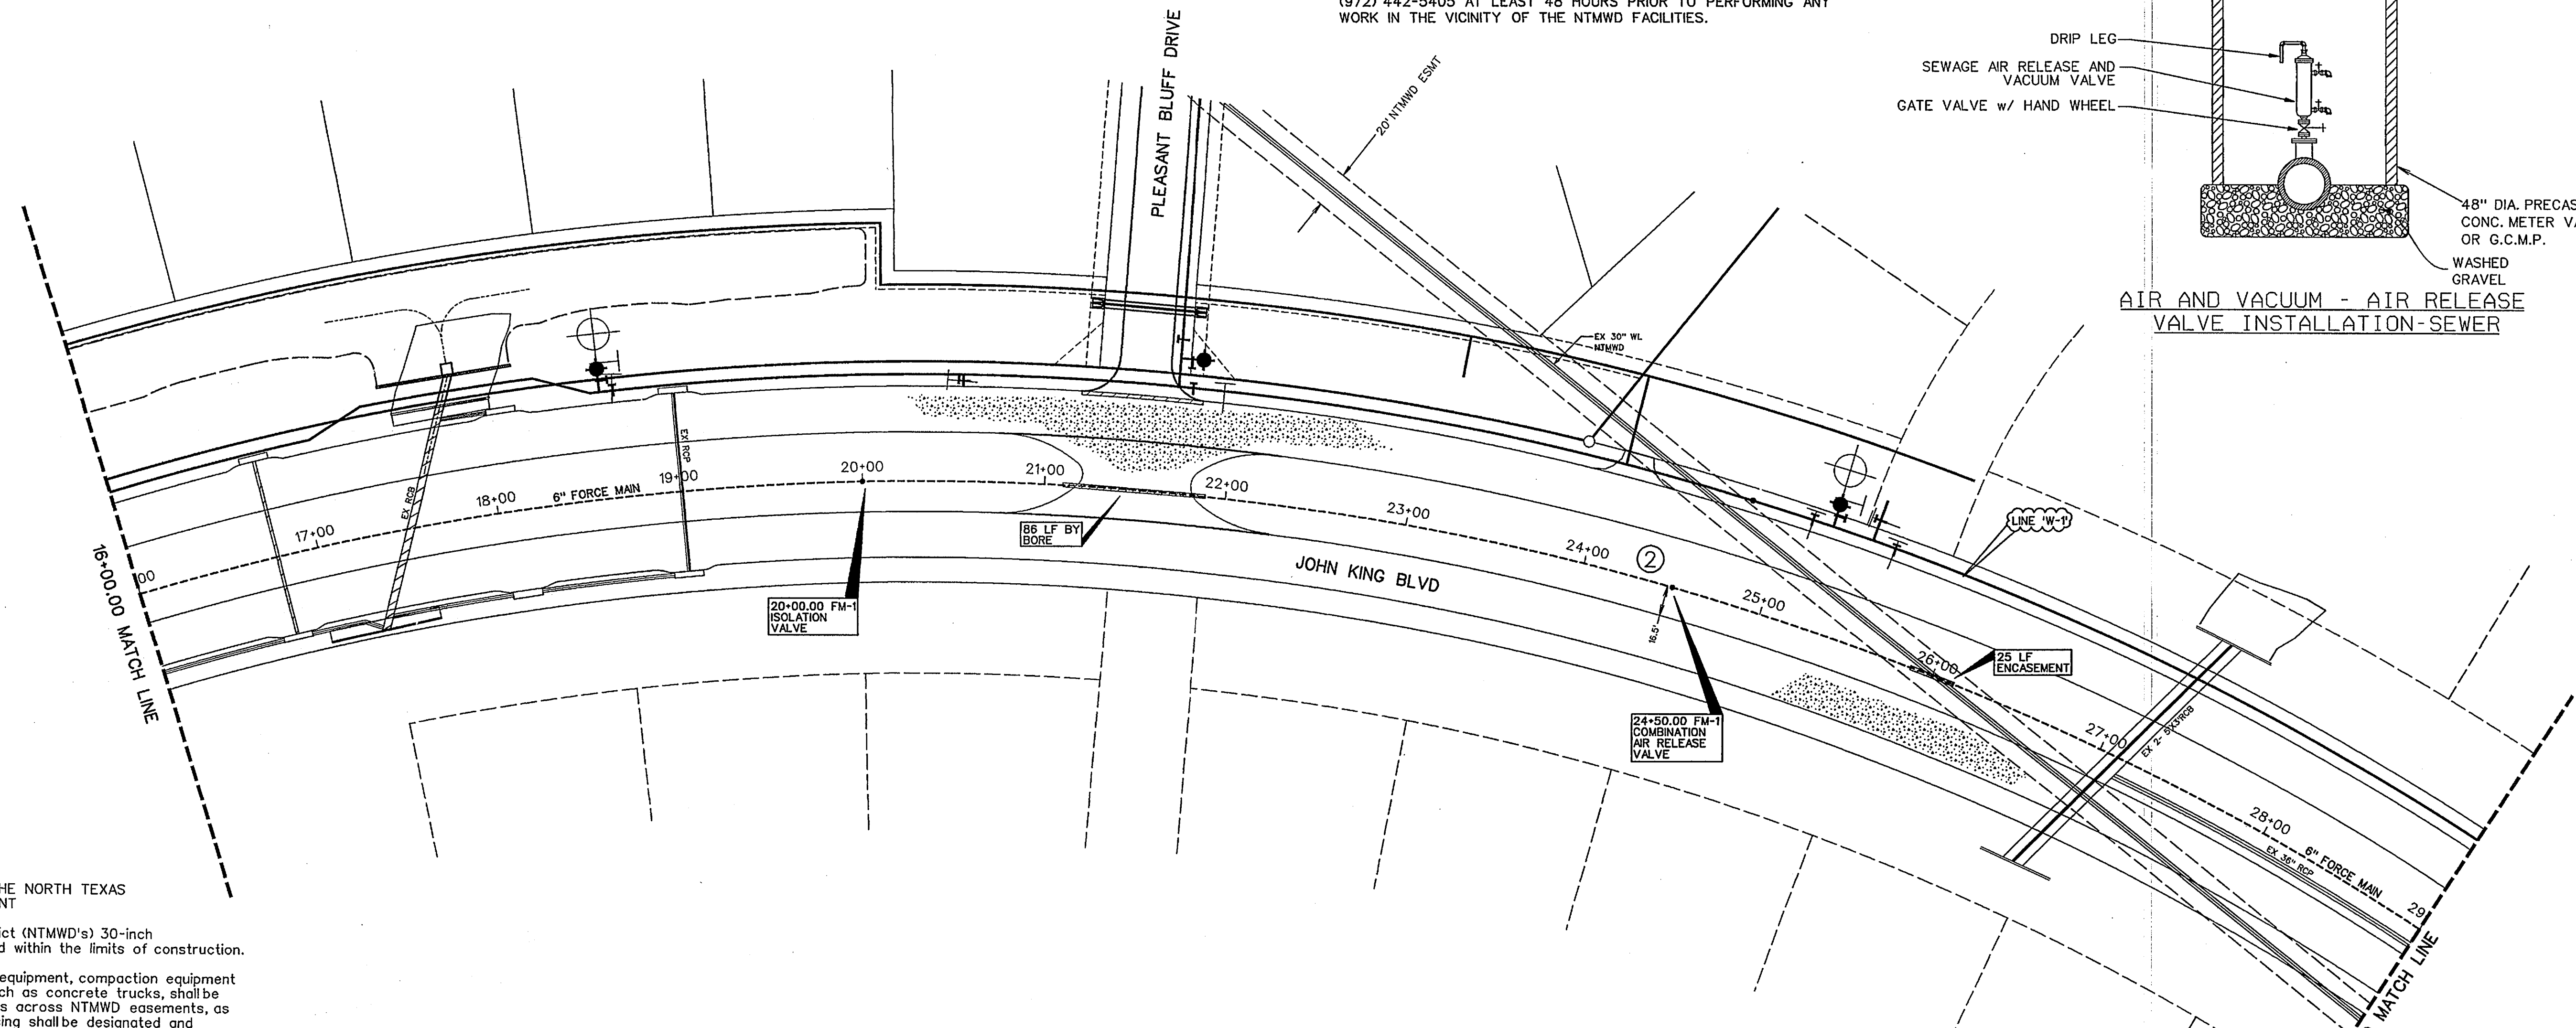 (972) 442-5405 AT LEAST 48 HOURS PRIOR TO PERFORMING ANY
WORK IN THE VICINITY OF THE NTMWD FACILITIES.
DRIP LEG
SEWAGE AIR RELEASE AND
VACUUM VALVE
GATE VALVE w/ HAND WHEEL
48" DIA. PRECAS
CONC. METER VA
OR G.C.M.P.
WASHED
GRAVEL
AIR AND VACUUM - AIR RELEASE
VALVE INSTALLATION-SEWER
PLEASANT BLUFF DRIVE
20' NTMWD ESMT
EX 30" WL
NTMWD
EX RCB
EX RCP
16+00.00 MATCH LINE
00
17+00
18+00
6" FORCE MAIN
19+00
20+00
21+00
22+00
23+00
24+00
25+00
26+00
27+00
28+00
29
86 LF BY
BORE
20+00.00 FM-1
ISOLATION
VALVE
JOHN KING BLVD
2
16.5'
LINE 'W-1'
25 LF
ENCASEMENT
24+50.00 FM-1
COMBINATION
AIR RELEASE
VALVE
EX 2- 5X3'RCB
6" FORCE MAIN
EX 36" RCP
MATCH LINE
HE NORTH TEXAS
NT
ict (NTMWD's) 30-inch
d within the limits of construction.
equipment, compaction equipment
ch as concrete trucks, shall be
s across NTMWD easements, as
ing shall be designated and